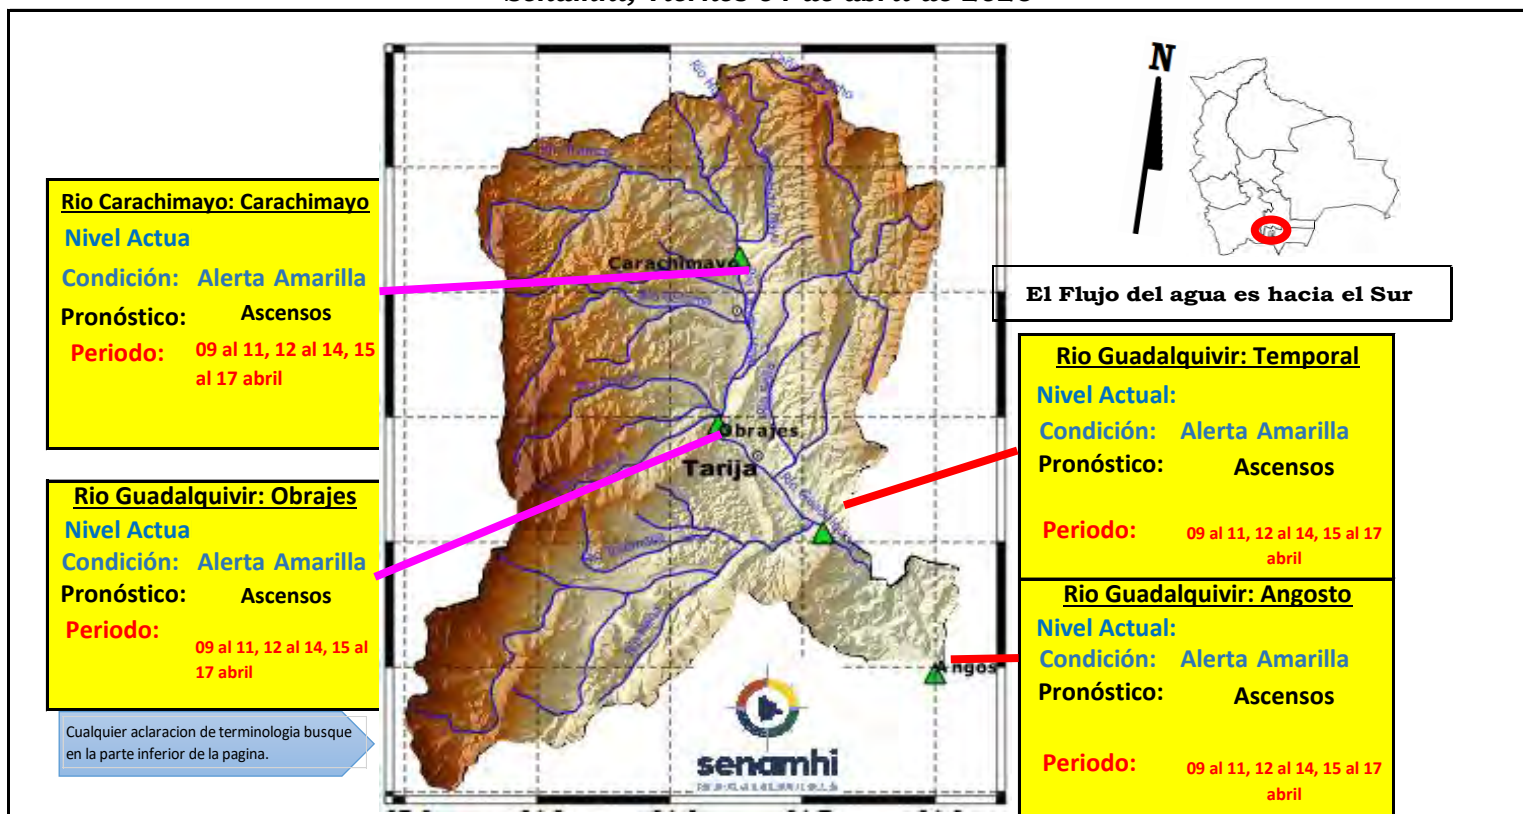 N
Rio Carachimayo: Carachimayo
Nivel Actua
Condición: Alerta Amarilla
Pronóstico: Ascensos
Periodo: 09 al 11, 12 al 14, 15
al 17 abril
Rio Guadalquivir: Obrajes
Nivel Actua
Condición: Alerta Amarilla
Pronóstico: Ascensos
Periodo:
09 al 11, 12 al 14, 15 al
17 abril
Cualquier aclaracion de terminologia busque
en la parte inferior de la pagina.
Carachimayo
Obrajes
Tarija
Angos
senamhi
El Flujo del agua es hacia el Sur
Rio Guadalquivir: Temporal
Nivel Actual:
Condición: Alerta Amarilla
Pronóstico: Ascensos
Periodo: 09 al 11, 12 al 14, 15 al 17
abril
Rio Guadalquivir: Angosto
Nivel Actual:
Condición: Alerta Amarilla
Pronóstico: Ascensos
Periodo: 09 al 11, 12 al 14, 15 al 17
abril